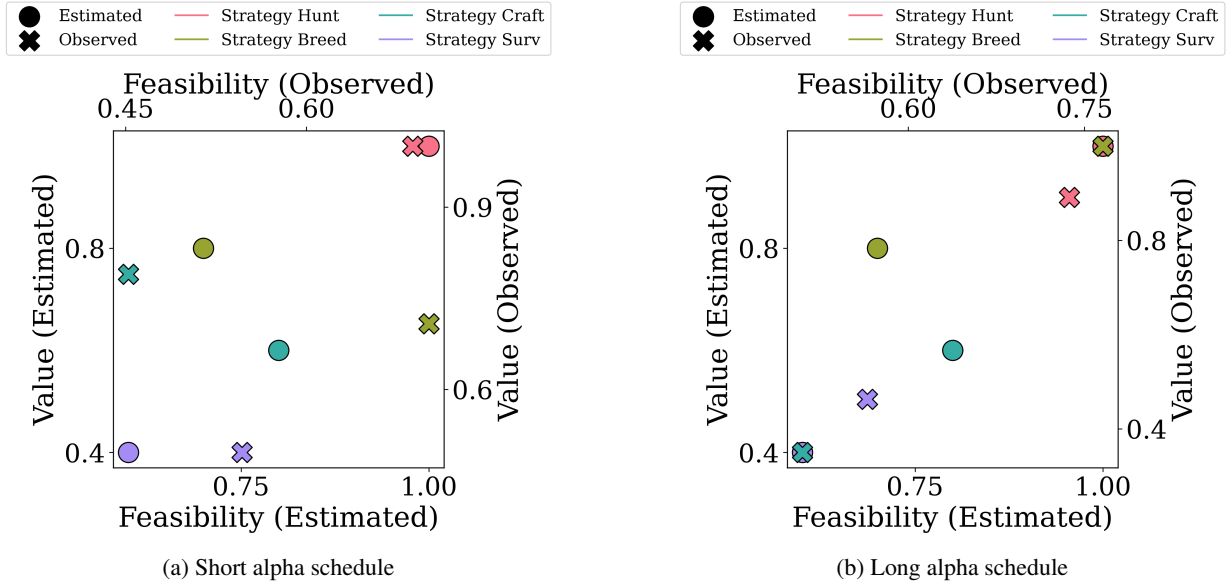 Estimated Strategy Hunt Strategy Craft
Observed Strategy Breed Strategy Surv
Feasibility (Observed)
0.45 0.60
Value (Estimated)
0.8
0.4
0.9
0.6
Value (Observed)
0.75 1.00
Feasibility (Estimated)
(a) Short alpha schedule
Estimated Strategy Hunt Strategy Craft
Observed Strategy Breed Strategy Surv
Feasibility (Observed)
0.60 0.75
Value (Estimated)
0.8
0.4
0.8
0.4
Value (Observed)
0.75 1.00
Feasibility (Estimated)
(b) Long alpha schedule